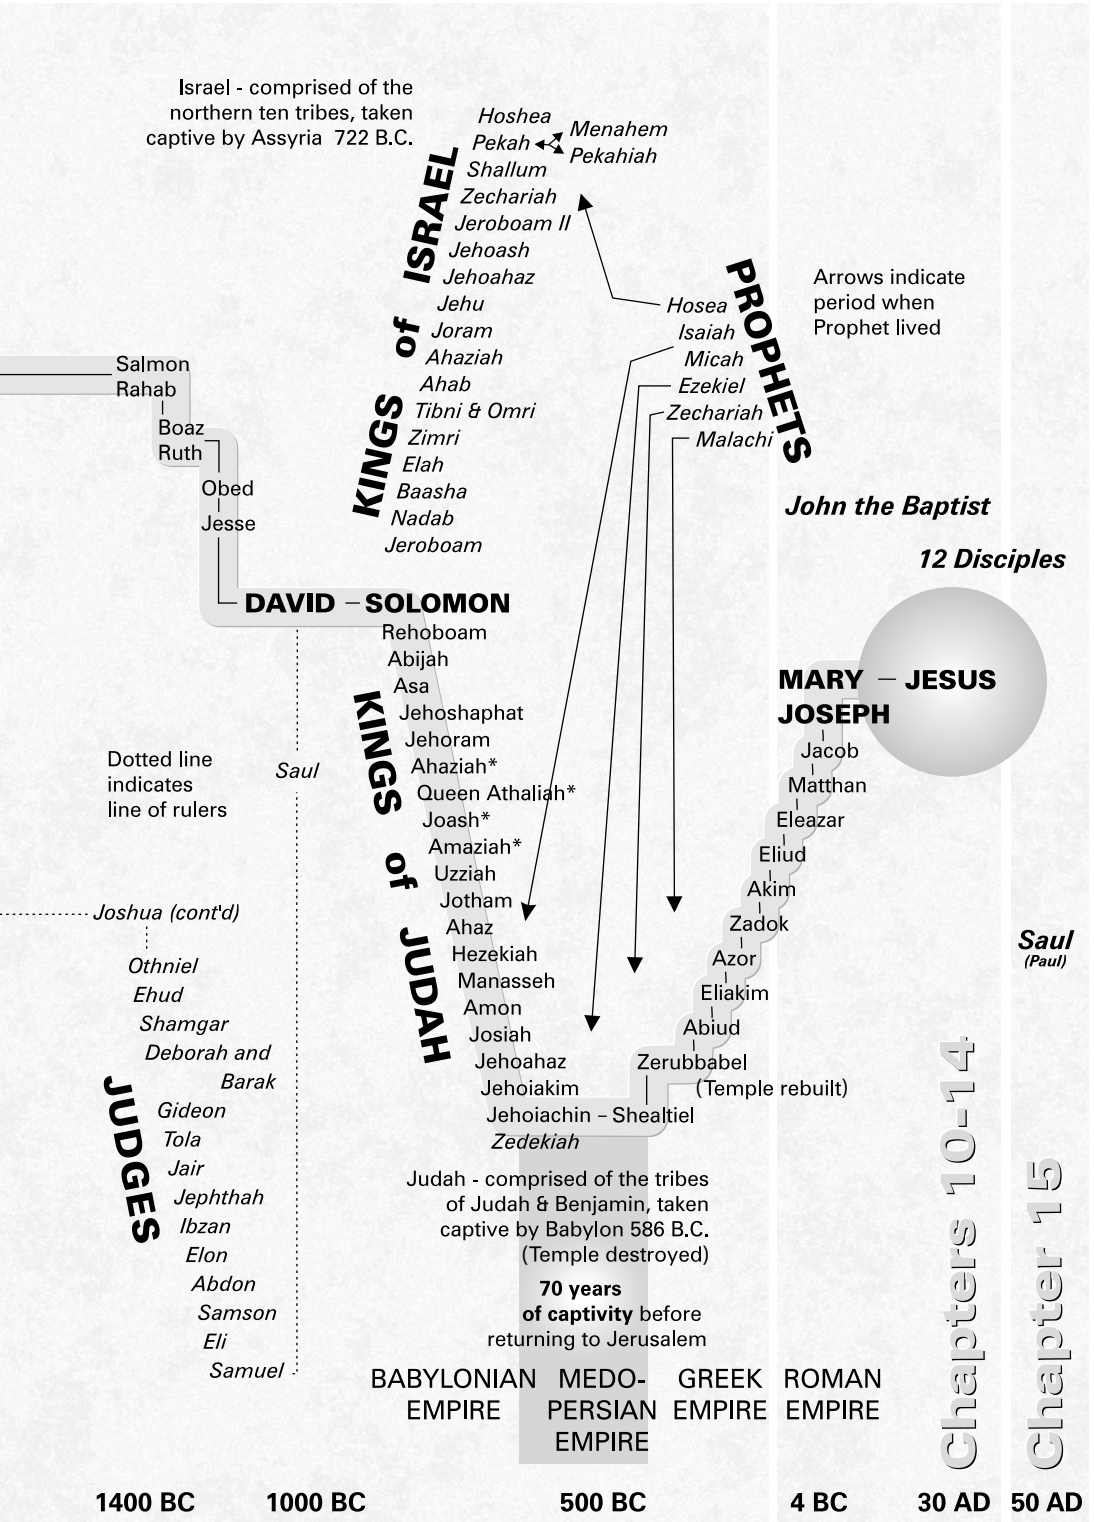 Israel - comprised of the
northern ten tribes, taken
captive by Assyria 722 B.C.
KINGS of ISRAEL
Hoshea
Pekah
Menahem
Pekahiah
Shallum
Zechariah
Jeroboam II
Jehoash
Jehoahaz
Jehu
Joram
Ahaziah
Ahab
Tibni & Omri
Zimri
Elah
Baasha
Nadab
Jeroboam
PROPHETS
Hosea
Isaiah
Micah
Ezekiel
Zechariah
Malachi
Arrows indicate
period when
Prophet lived
Salmon
Rahab
Boaz
Ruth
Obed
Jesse
John the Baptist
12 Disciples
DAVID – SOLOMON
Rehoboam
Abijah
Asa
Jehoshaphat
Jehoram
Ahaziah*
Queen Athaliah*
Joash*
Amaziah*
Uzziah
Jotham
Ahaz
Hezekiah
Manasseh
Amon
Josiah
Jehoahaz
Jehoiakim
Jehoiachin – Shealtiel
Zedekiah
KINGS of JUDAH
MARY – JESUS
JOSEPH
Jacob
Matthan
Eleazar
Eliud
Akim
Zadok
Azor
Eliakim
Abiud
Zerubbabel
(Temple rebuilt)
Dotted line
indicates
line of rulers
Saul
Joshua (cont'd)
Othniel
Ehud
Shamgar
Deborah and
Barak
Gideon
Tola
Jair
Jephthah
Ibzan
Elon
Abdon
Samson
Eli
Samuel
JUDGES
Saul
(Paul)
Judah - comprised of the tribes
of Judah & Benjamin, taken
captive by Babylon 586 B.C.
(Temple destroyed)
70 years
of captivity before
returning to Jerusalem
BABYLONIAN
EMPIRE
MEDO-
PERSIAN
EMPIRE
GREEK
EMPIRE
ROMAN
EMPIRE
Chapters 10-14
Chapter 15
1400 BC
1000 BC
500 BC
4 BC
30 AD
50 AD